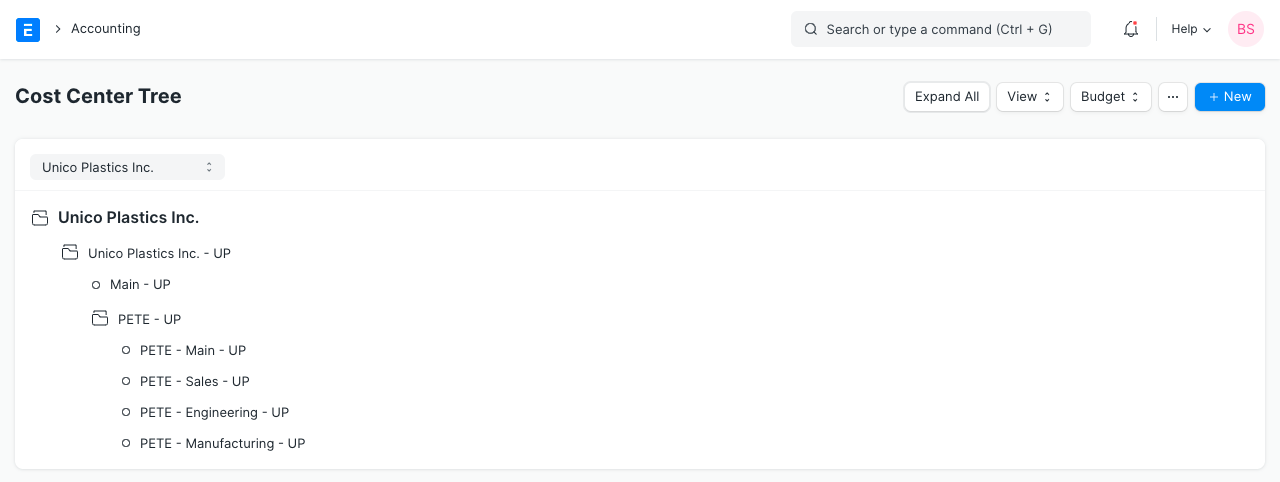 E Accounting Search or type a command (Ctrl + G) Help BS
Cost Center Tree Expand All View Budget ... + New
Unico Plastics Inc.
Unico Plastics Inc.
Unico Plastics Inc. - UP
Main - UP
PETE - UP
PETE - Main - UP
PETE - Sales - UP
PETE - Engineering - UP
PETE - Manufacturing - UP